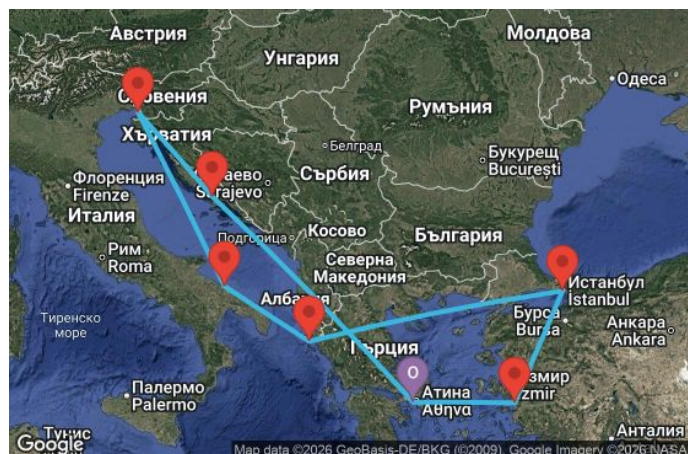 Австрия
Молдова
Унгария
Одеса
Словения
Румъния
Хърватия
Белград
Букурещ
București
Флоренция
Firenze
Сърбия
Sarajevo
Италия
Рим
Roma
Подгорица
Косово
България
Северна
Македония
Истанбул
İstanbul
Албания
Бурса
Bursa
Анкара
Ankara
Тиренско
море
Гърция
O
Палермо
Palermo
Атина
Αθήνα
Измир
Izmir
Тунис
Анталия
Google
Map data ©2026 GeoBasis-DE/BKG (©2009), Google Imagery ©2026 NASA